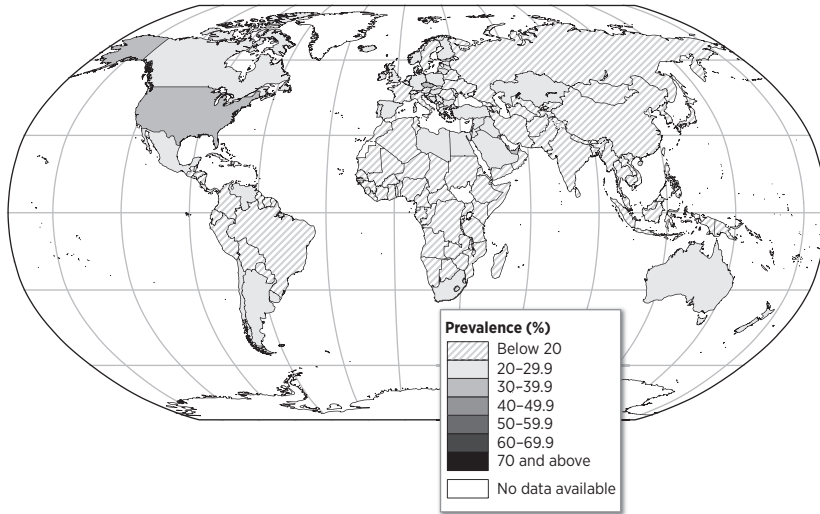 Prevalence (%)
Below 20
20–29.9
30–39.9
40–49.9
50–59.9
60–69.9
70 and above
No data available